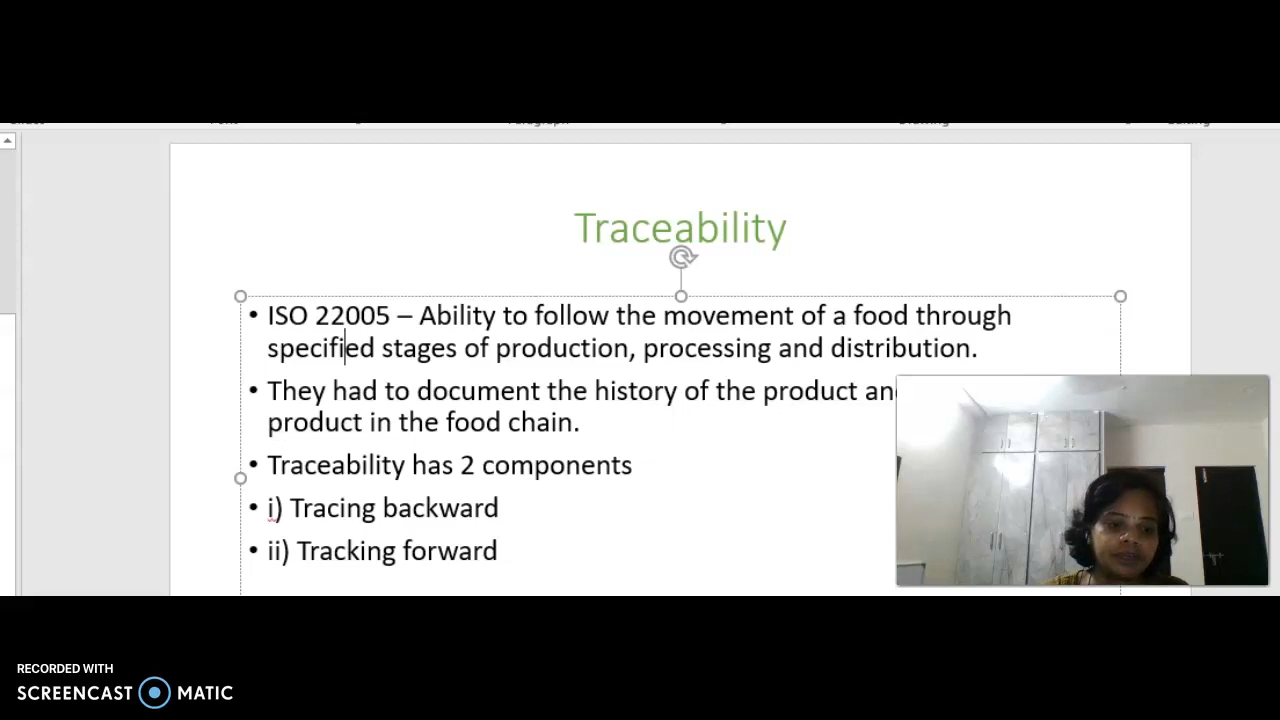 Traceability
• ISO 22005 – Ability to follow the movement of a food through
specified stages of production, processing and distribution.
• They had to document the history of the product and
product in the food chain.
• Traceability has 2 components
• i) Tracing backward
• ii) Tracking forward
RECORDED WITH
SCREENCAST MATIC